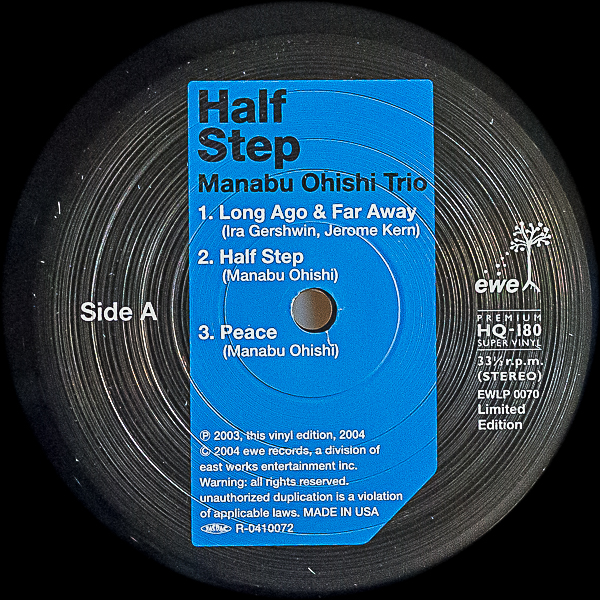 Half
Step
Manabu Ohishi Trio
1. Long Ago & Far Away
(Ira Gershwin, Jerome Kern)
2. Half Step
(Manabu Ohishi)
3. Peace
(Manabu Ohishi)
Side A
ewe
PREMIUM
HQ-180
SUPER VINYL
33⅓ r.p.m.
(STEREO)
EWLP 0070
Limited
Edition
℗ 2003, this vinyl edition, 2004
© 2004 ewe records, a division of
east works entertainment inc.
Warning: all rights reserved.
unauthorized duplication is a violation
of applicable laws. MADE IN USA
R-0410072